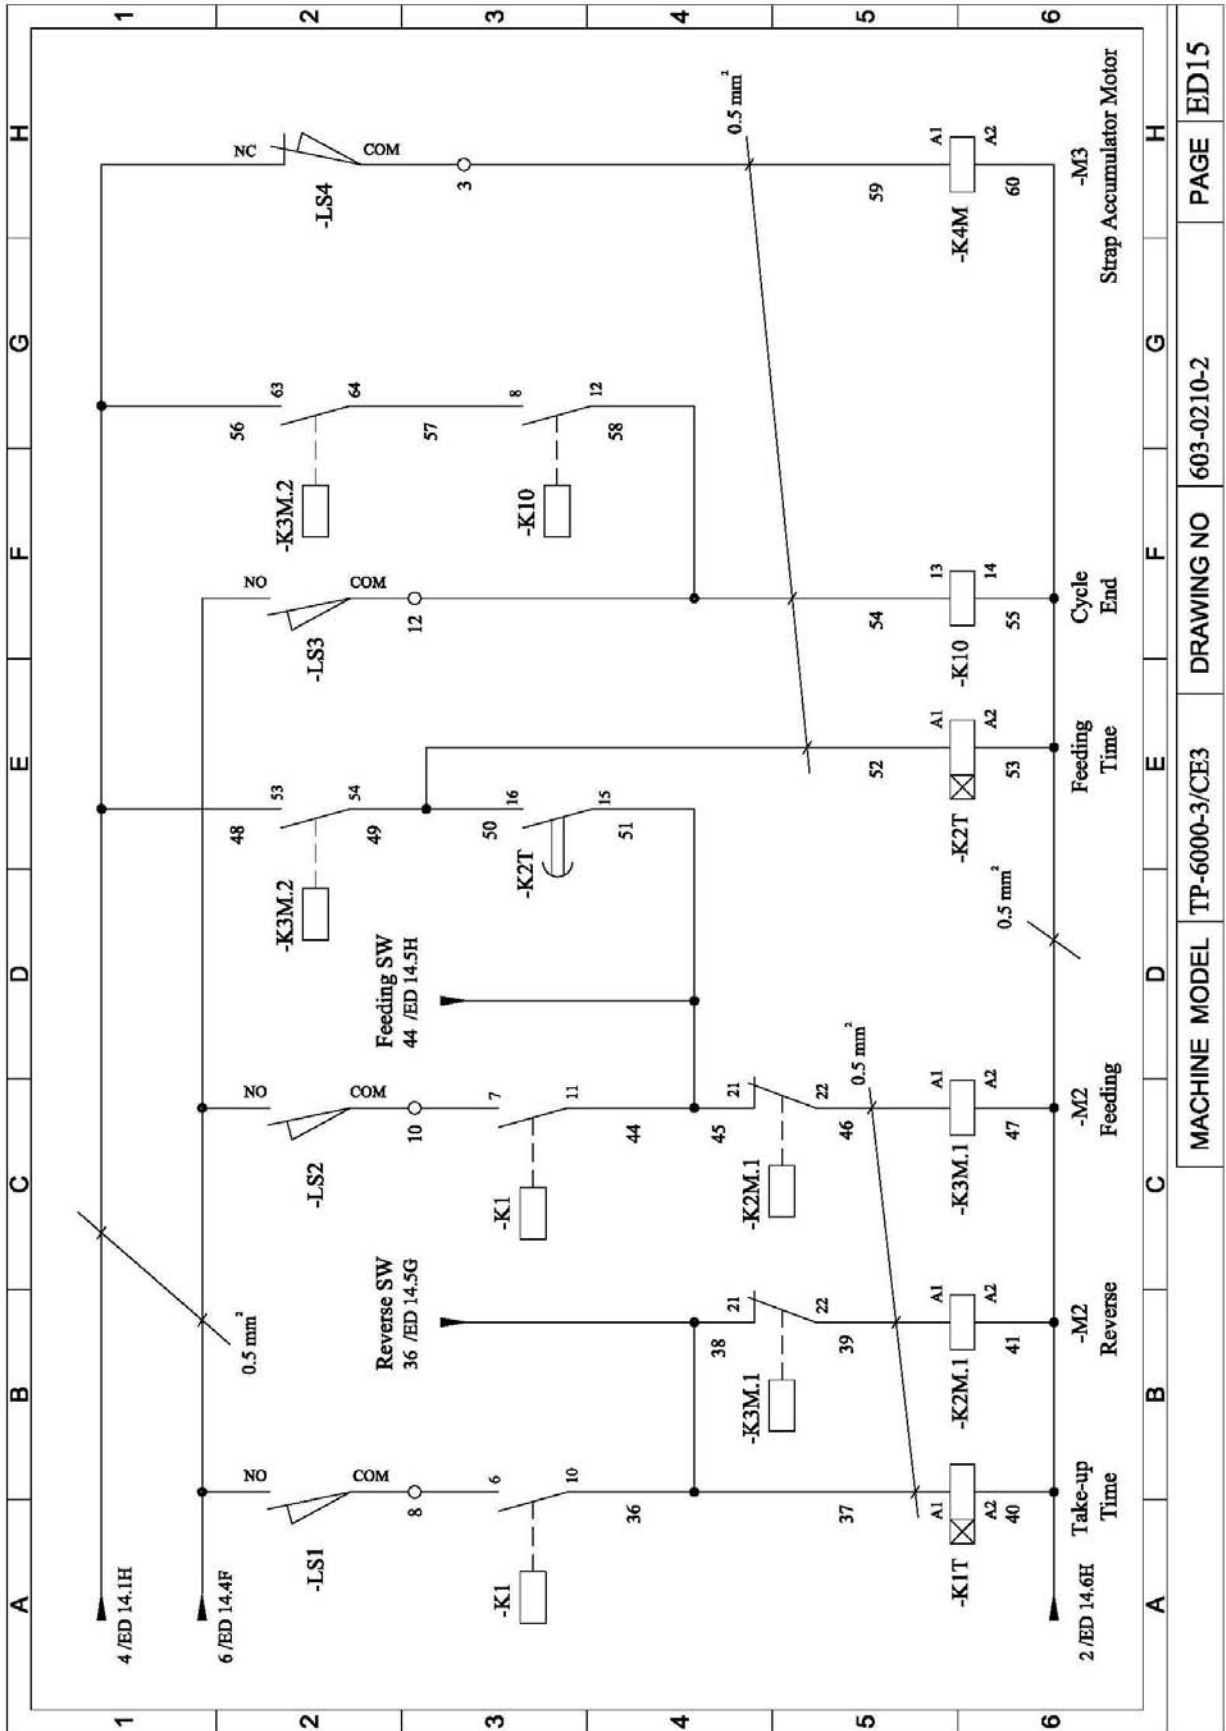 A B C D E F G H
1
2
3
4
5
6
4 /ED 14.1H
6 /ED 14.4F
0.5 mm²
NO
-LS1
COM
8
6
-K1
10
36
37
A1
-K1T
A2
40
Take-up
Time
Reverse SW
36 /ED 14.5G
38
21
-K3M.1
22
39
A1
-K2M.1
A2
41
-M2
Reverse
NO
-LS2
COM
10
7
-K1
11
44
45
21
-K2M.1
22
46
0.5 mm²
A1
-K3M.1
A2
47
-M2
Feeding
Feeding SW
44 /ED 14.5H
48
53
-K3M.2
54
49
50
16
-K2T
15
51
52
A1
-K2T
A2
53
Feeding
Time
0.5 mm²
NO
-LS3
COM
12
54
13
-K10
14
55
Cycle
End
56
63
-K3M.2
64
57
8
-K10
12
58
NC
-LS4
COM
3
0.5 mm²
59
A1
-K4M
A2
60
-M3
Strap Accumulator Motor
2 /ED 14.6H
1
2
3
4
5
6
A B C D E F G H
MACHINE MODEL TP-6000-3/CE3 DRAWING NO 603-0210-2 PAGE ED15